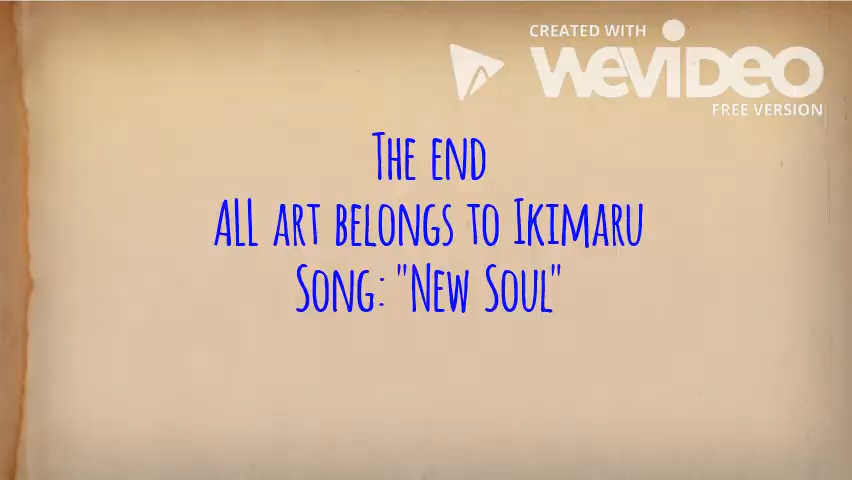 CREATED WITH
WEVIDEO
FREE VERSION
The end
All art belongs to Ikimaru
Song: "New Soul"